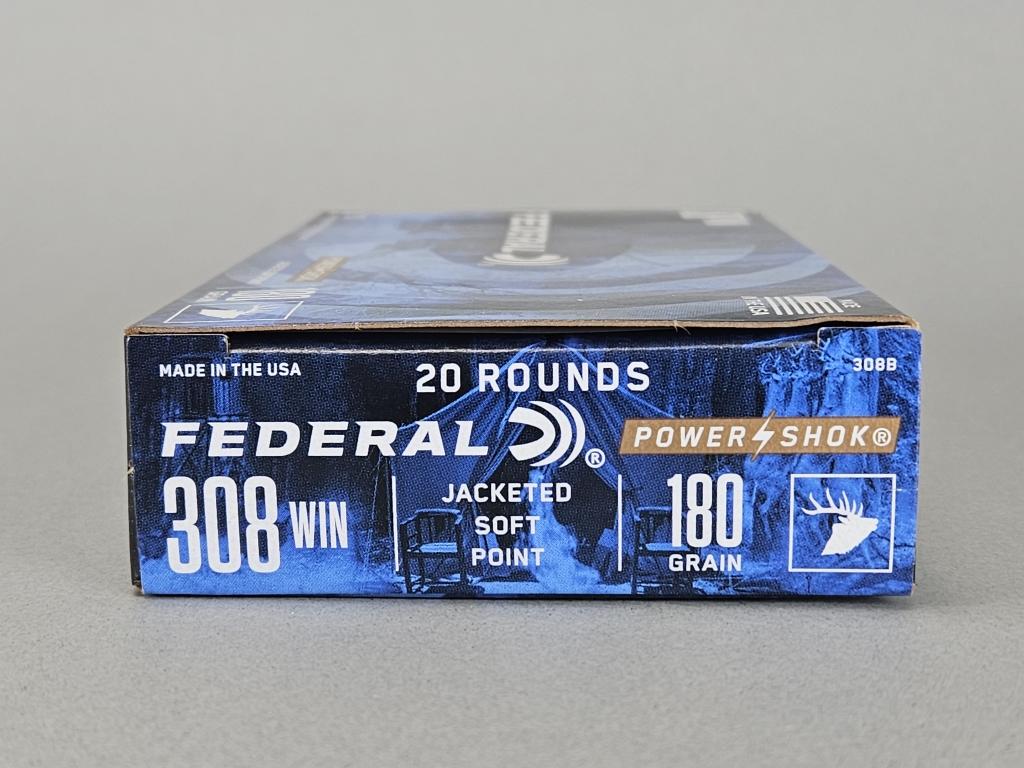 MADE IN THE USA
20 ROUNDS
308B
FEDERAL®
POWER SHOK®
308 WIN
JACKETED
SOFT
POINT
180
GRAIN